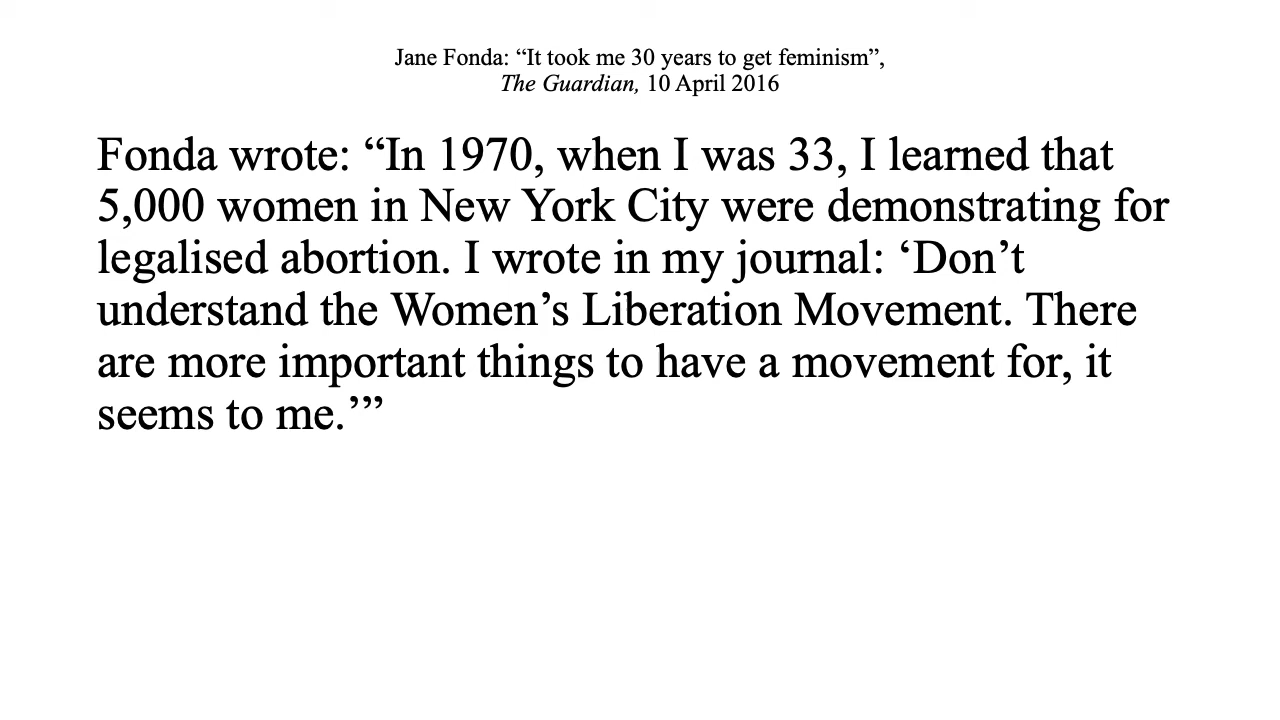 Jane Fonda: “It took me 30 years to get feminism”,
The Guardian, 10 April 2016
Fonda wrote: “In 1970, when I was 33, I learned that
5,000 women in New York City were demonstrating for
legalised abortion. I wrote in my journal: ‘Don’t
understand the Women’s Liberation Movement. There
are more important things to have a movement for, it
seems to me.’”